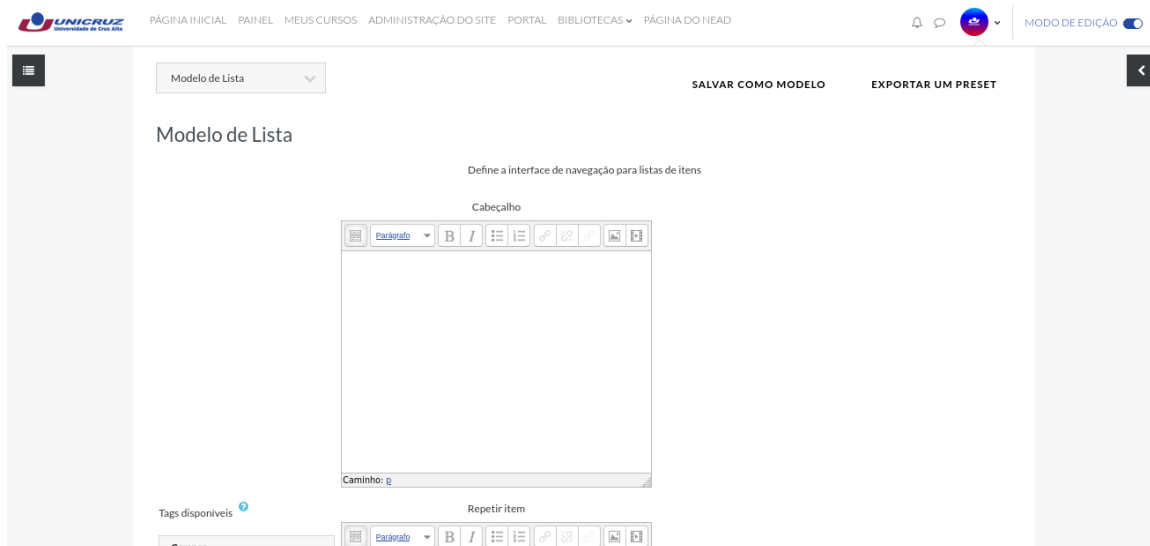 UNICRUZ
Universidade de Cruz Alta
PÁGINA INICIAL PAINEL MEUS CURSOS ADMINISTRAÇÃO DO SITE PORTAL BIBLIOTECAS PÁGINA DO NEAD
MODO DE EDIÇÃO
Modelo de Lista
SALVAR COMO MODELO EXPORTAR UM PRESET
Modelo de Lista
Define a interface de navegação para listas de itens
Cabeçalho
Parágrafo B I
Caminho: p
Tags disponíveis
Repetir item
Parágrafo B I